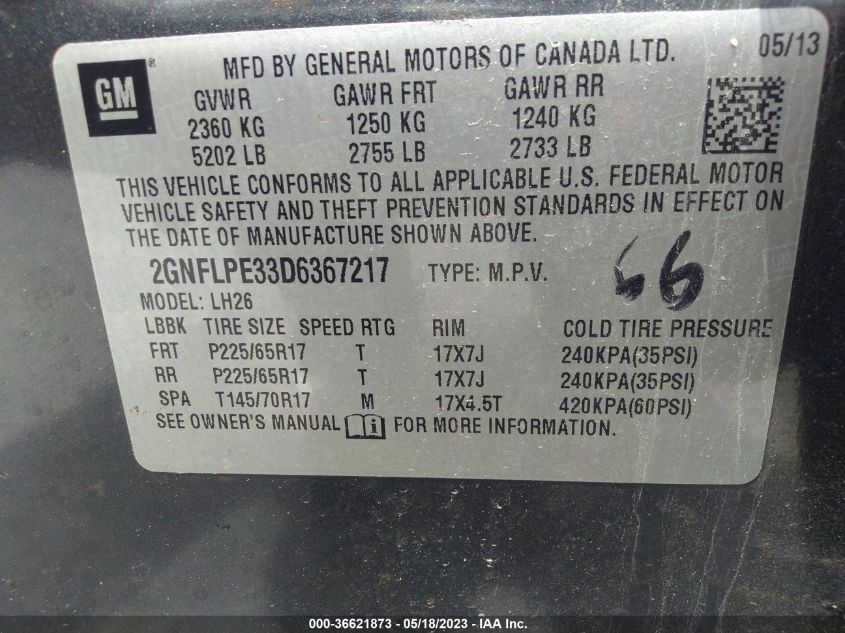 GM ®
MFD BY GENERAL MOTORS OF CANADA LTD. 05/13
GVWR GAWR FRT GAWR RR
2360 KG 1250 KG 1240 KG
5202 LB 2755 LB 2733 LB
THIS VEHICLE CONFORMS TO ALL APPLICABLE U.S. FEDERAL MOTOR
VEHICLE SAFETY AND THEFT PREVENTION STANDARDS IN EFFECT ON
THE DATE OF MANUFACTURE SHOWN ABOVE.
2GNFLPE33D6367217 TYPE: M.P.V. 66
MODEL: LH26
LBBK TIRE SIZE SPEED RTG RIM COLD TIRE PRESSURE
FRT P225/65R17 T 17X7J 240KPA(35PSI)
RR P225/65R17 T 17X7J 240KPA(35PSI)
SPA T145/70R17 M 17X4.5T 420KPA(60PSI)
SEE OWNER'S MANUAL i FOR MORE INFORMATION.
000-36621873 - 05/18/2023 - IAA Inc.